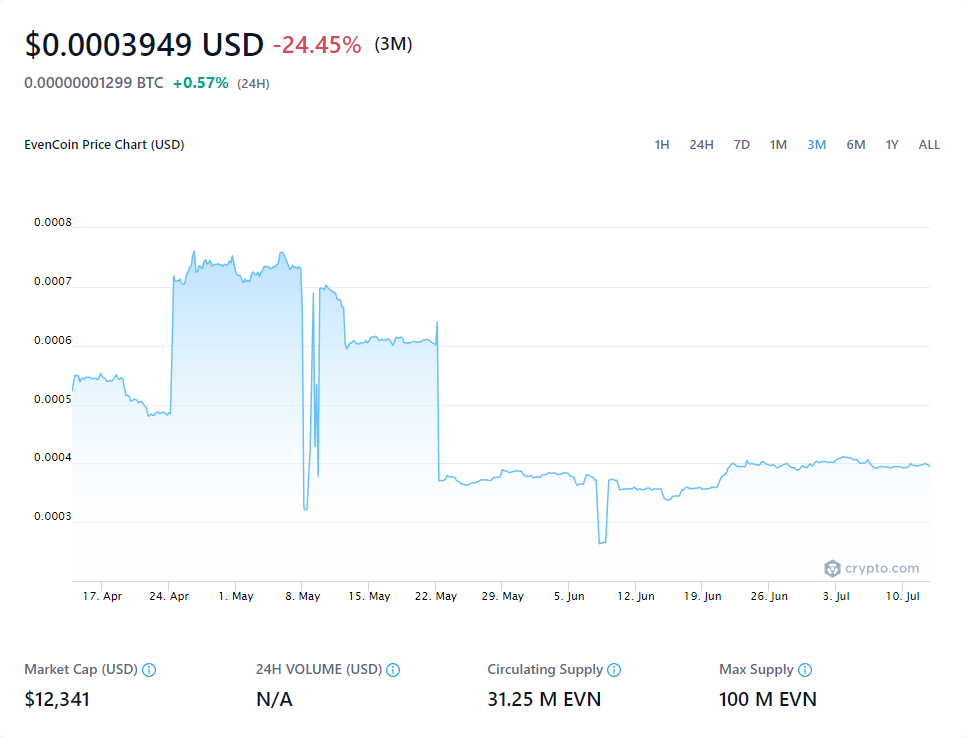 $0.0003949 USD -24.45% (3M)
0.00000001299 BTC +0.57% (24H)
EvenCoin Price Chart (USD) 1H 24H 7D 1M 3M 6M 1Y ALL
0.0008
0.0007
0.0006
0.0005
0.0004
0.0003
crypto.com
17. Apr 24. Apr 1. May 8. May 15. May 22. May 29. May 5. Jun 12. Jun 19. Jun 26. Jun 3. Jul 10. Jul
Market Cap (USD) 24H VOLUME (USD) Circulating Supply Max Supply
$12,341 N/A 31.25 M EVN 100 M EVN